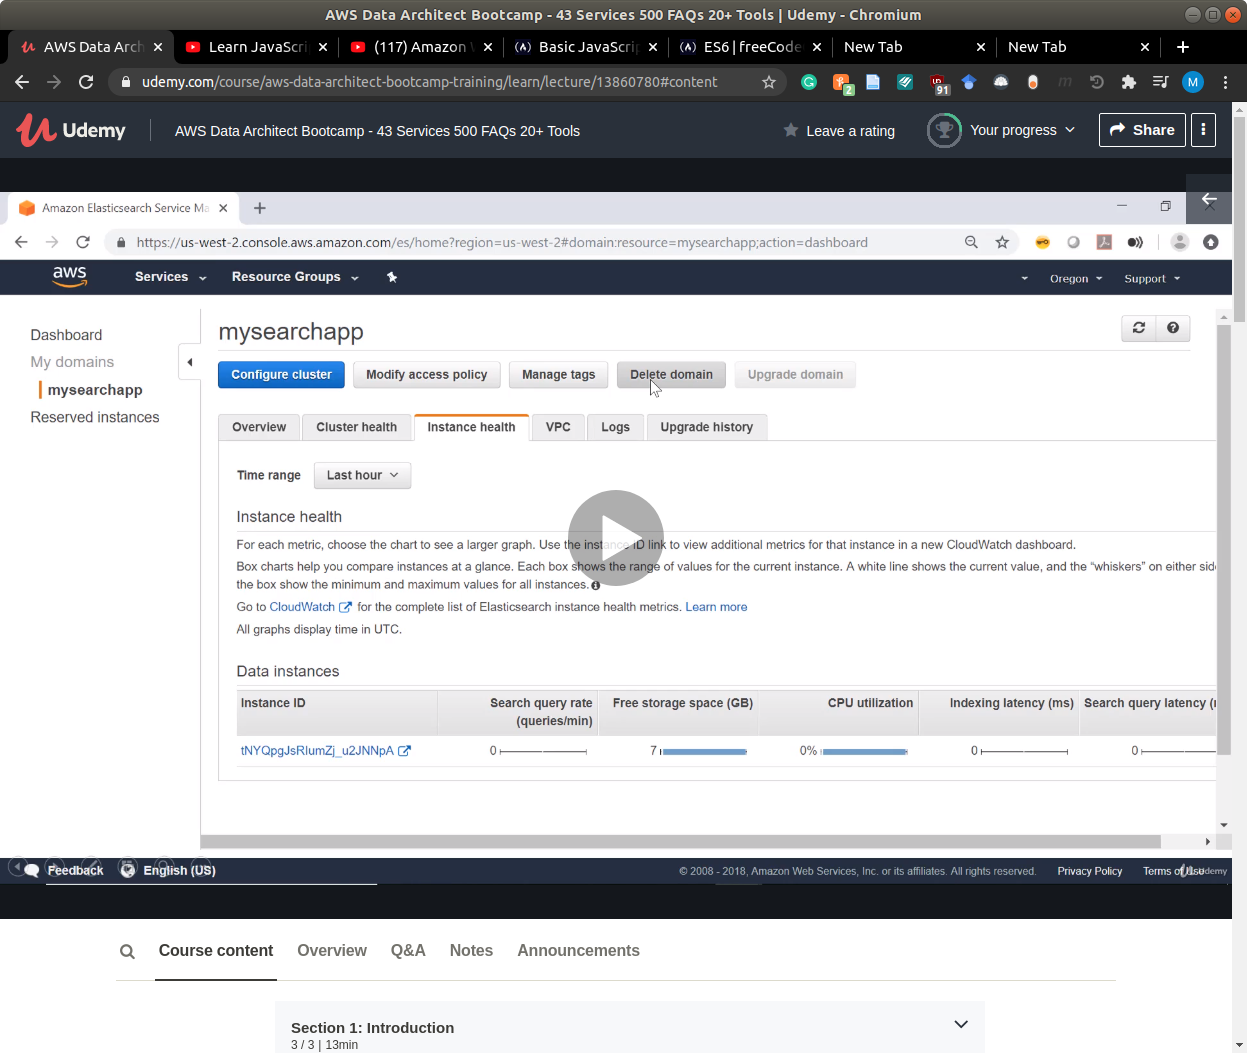 AWS Data Architect Bootcamp - 43 Services 500 FAQs 20+ Tools | Udemy - Chromium
AWS Data Arch
Learn JavaScri
(117) Amazon
Basic JavaScrip
ES6 | freeCode
New Tab
New Tab
udemy.com/course/aws-data-architect-bootcamp-training/learn/lecture/13860780#content
2
91
M
Udemy
AWS Data Architect Bootcamp - 43 Services 500 FAQs 20+ Tools
Leave a rating
Your progress
Share
Amazon Elasticsearch Service Ma
https://us-west-2.console.aws.amazon.com/es/home?region=us-west-2#domain:resource=mysearchapp;action=dashboard
aws
Services
Resource Groups
Oregon
Support
Dashboard
My domains
mysearchapp
Reserved instances
mysearchapp
Configure cluster
Modify access policy
Manage tags
Delete domain
Upgrade domain
Overview
Cluster health
Instance health
VPC
Logs
Upgrade history
Time range
Last hour
Instance health
For each metric, choose the chart to see a larger graph. Use the instance ID link to view additional metrics for that instance in a new CloudWatch dashboard.
Box charts help you compare instances at a glance. Each box shows the range of values for the current instance. A white line shows the current value, and the “whiskers” on either sid
the box show the minimum and maximum values for all instances.
Go to CloudWatch for the complete list of Elasticsearch instance health metrics. Learn more
All graphs display time in UTC.
Data instances
Instance ID
Search query rate (queries/min)
Free storage space (GB)
CPU utilization
Indexing latency (ms)
Search query latency (
tNYQpgJsRIumZj_u2JNNpA
0
7
0%
0
0
Feedback
English (US)
© 2008 - 2018, Amazon Web Services, Inc. or its affiliates. All rights reserved.
Privacy Policy
Terms of Use
Udemy
Course content
Overview
Q&A
Notes
Announcements
Section 1: Introduction
3 / 3 | 13min